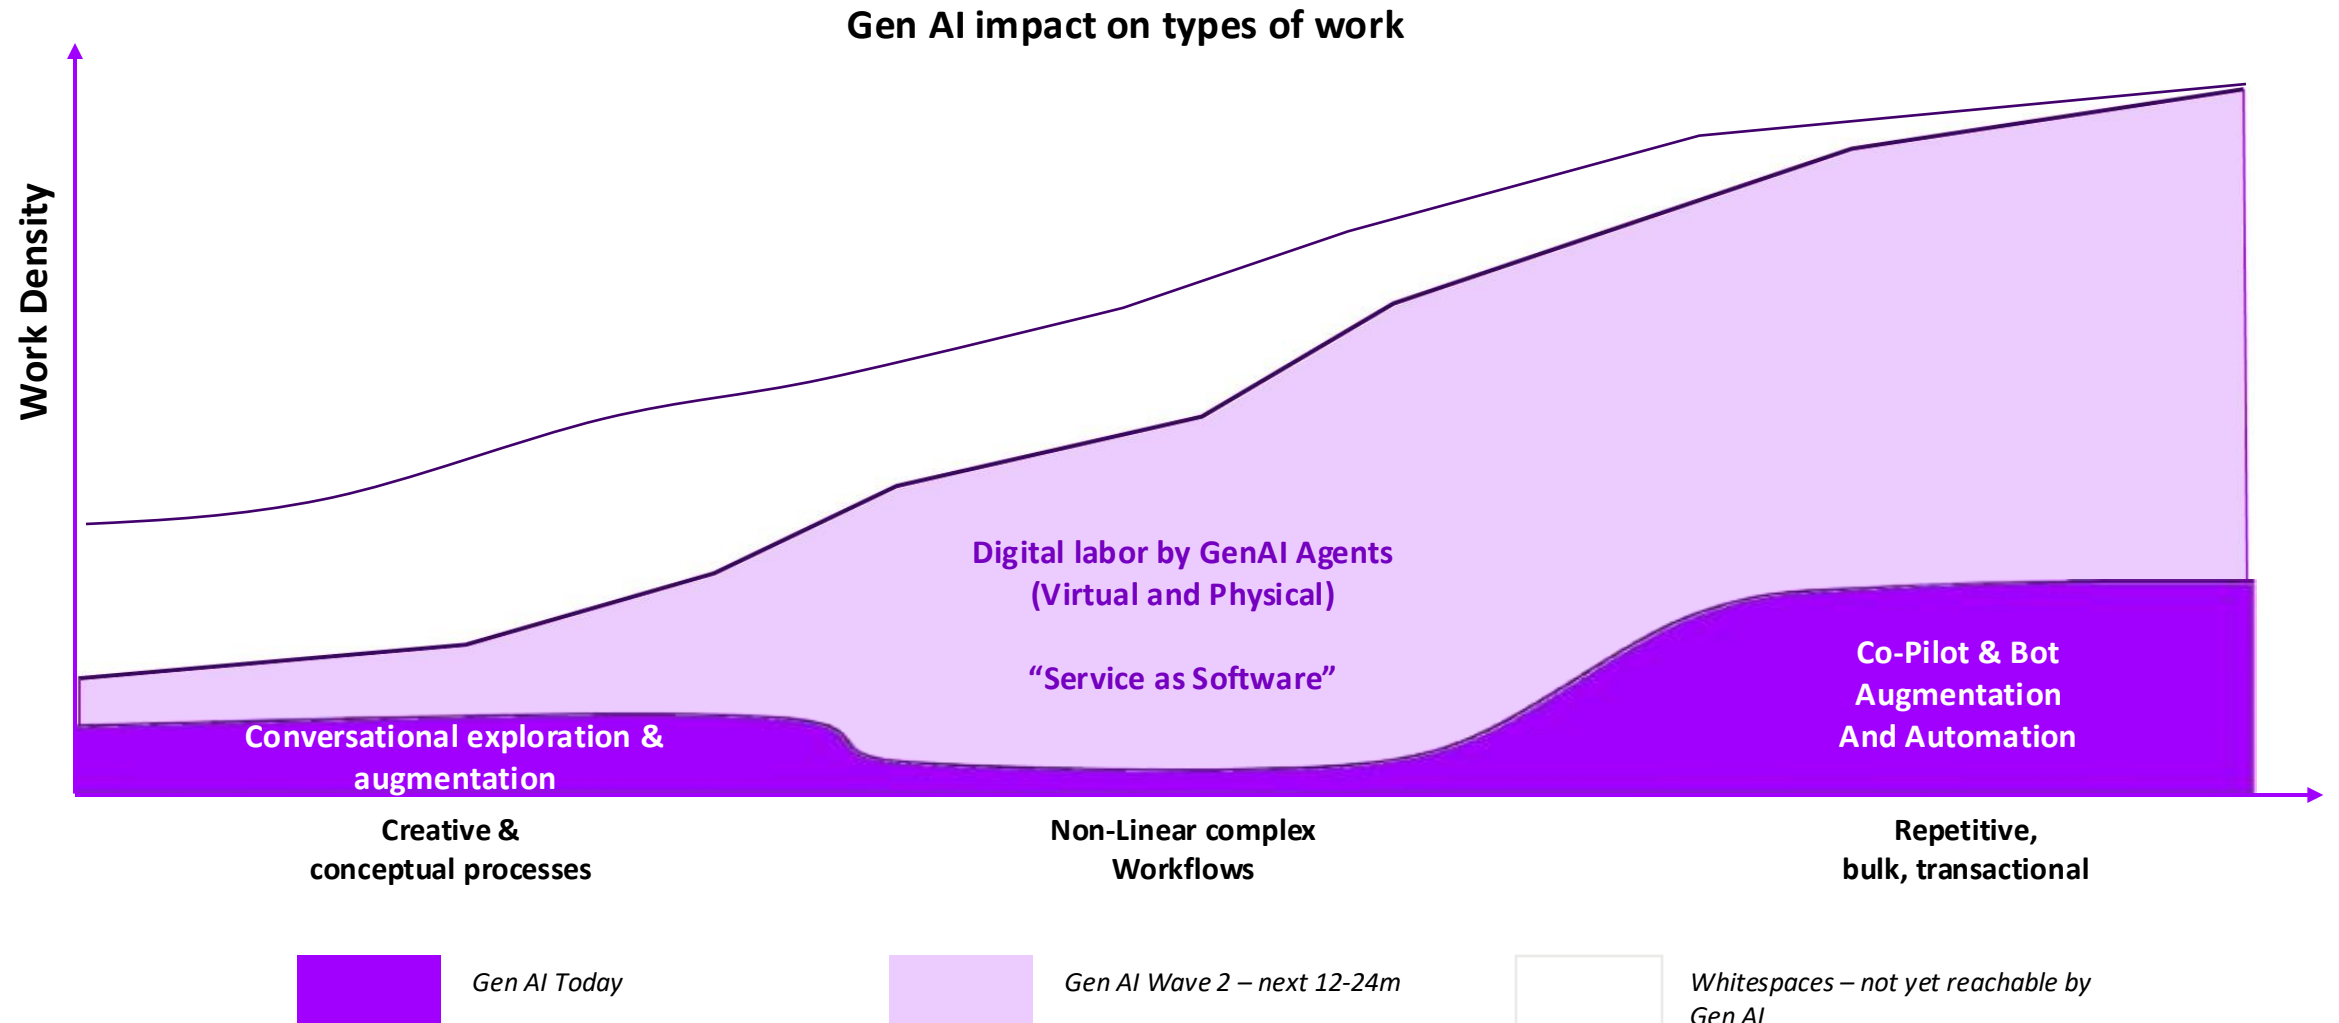 Gen AI impact on types of work
Work Density
Digital labor by GenAI Agents
(Virtual and Physical)
“Service as Software”
Conversational exploration &
augmentation
Co-Pilot & Bot
Augmentation
And Automation
Creative &
conceptual processes
Non-Linear complex
Workflows
Repetitive,
bulk, transactional
Gen AI Today
Gen AI Wave 2 – next 12-24m
Whitespaces – not yet reachable by
Gen AI